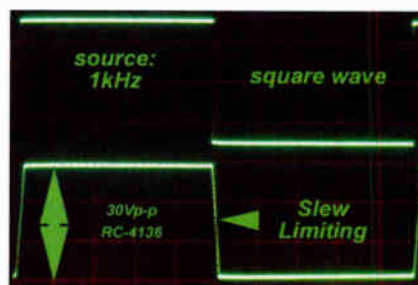 source:
1kHz
square wave
30Vp-p
RC-4136
Slew
Limiting